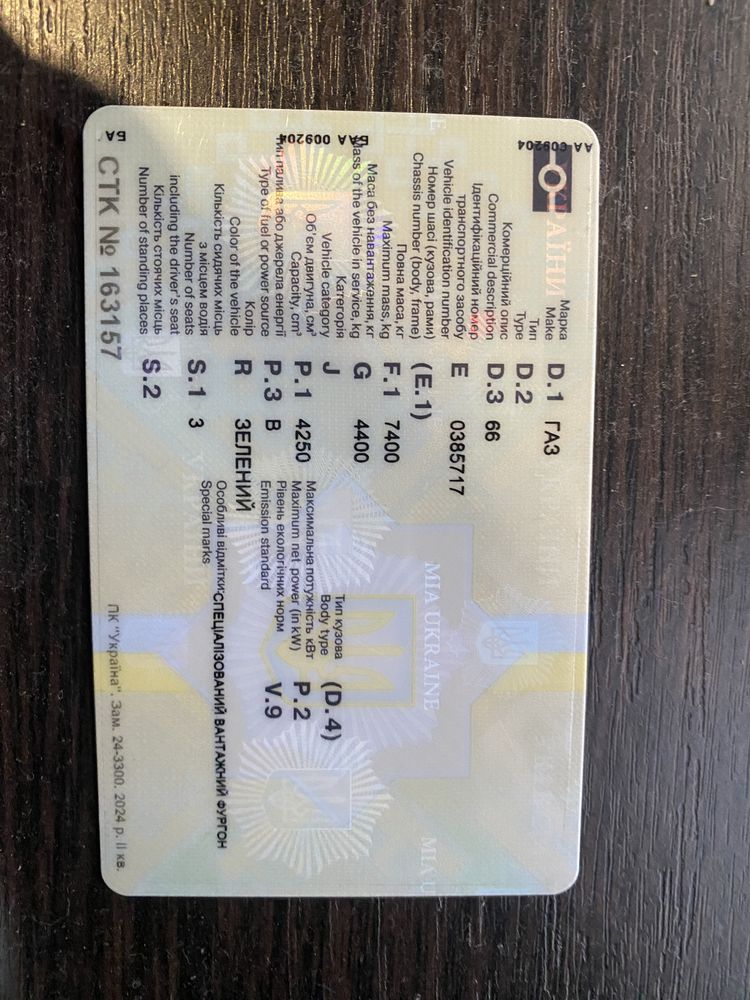 АА 009204
БА АА 009204
БА
УКРАЇНИ
Марка
Make
D.1 ГАЗ
Тип
Type
D.2
Комерційний опис
Commercial description
D.3 66
Ідентифікаційний номер
транспортного засобу
Vehicle identification number
E 0385717
Номер шасі (кузова, рами)
Chassis number (body, frame)
(E.1)
Повна маса, кг
Maximum mass, kg
F.1 7400
Маса без навантаження, кг
Mass of the vehicle in service, kg
G 4400
Категорія
Vehicle category
J
Тип кузова
Body type
(D.4)
Об'єм двигуна, см³
Capacity, cm³
P.1 4250
Максимальна потужність кВт
Maximum net power (in kW)
P.2
Тип палива або джерела енергії
Type of fuel or power source
P.3 B
Рівень екологічних норм
Emission standard
V.9
Колір
Color of the vehicle
R ЗЕЛЕНИЙ
Кількість сидячих місць
з місцем водія
Number of seats
including the driver's seat
S.1 3
Особливі відмітки
Special marks
СПЕЦІАЛІЗОВАНИЙ ВАНТАЖНИЙ ФУРГОН
Кількість стоячих місць
Number of standing places
S.2
СТК № 163157
ПК "Україна". Зам. 24-3300. 2024 р. II кв.
MIA UKRAINE
MIA U